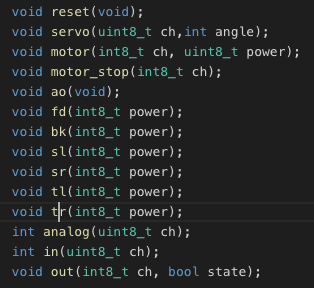 void reset(void);
void servo(uint8_t ch,int angle);
void motor(int8_t ch, uint8_t power);
void motor_stop(int8_t ch);
void ao(void);
void fd(int8_t power);
void bk(int8_t power);
void sl(int8_t power);
void sr(int8_t power);
void tl(int8_t power);
void tr(int8_t power);
int analog(uint8_t ch);
int in(uint8_t ch);
void out(int8_t ch, bool state);